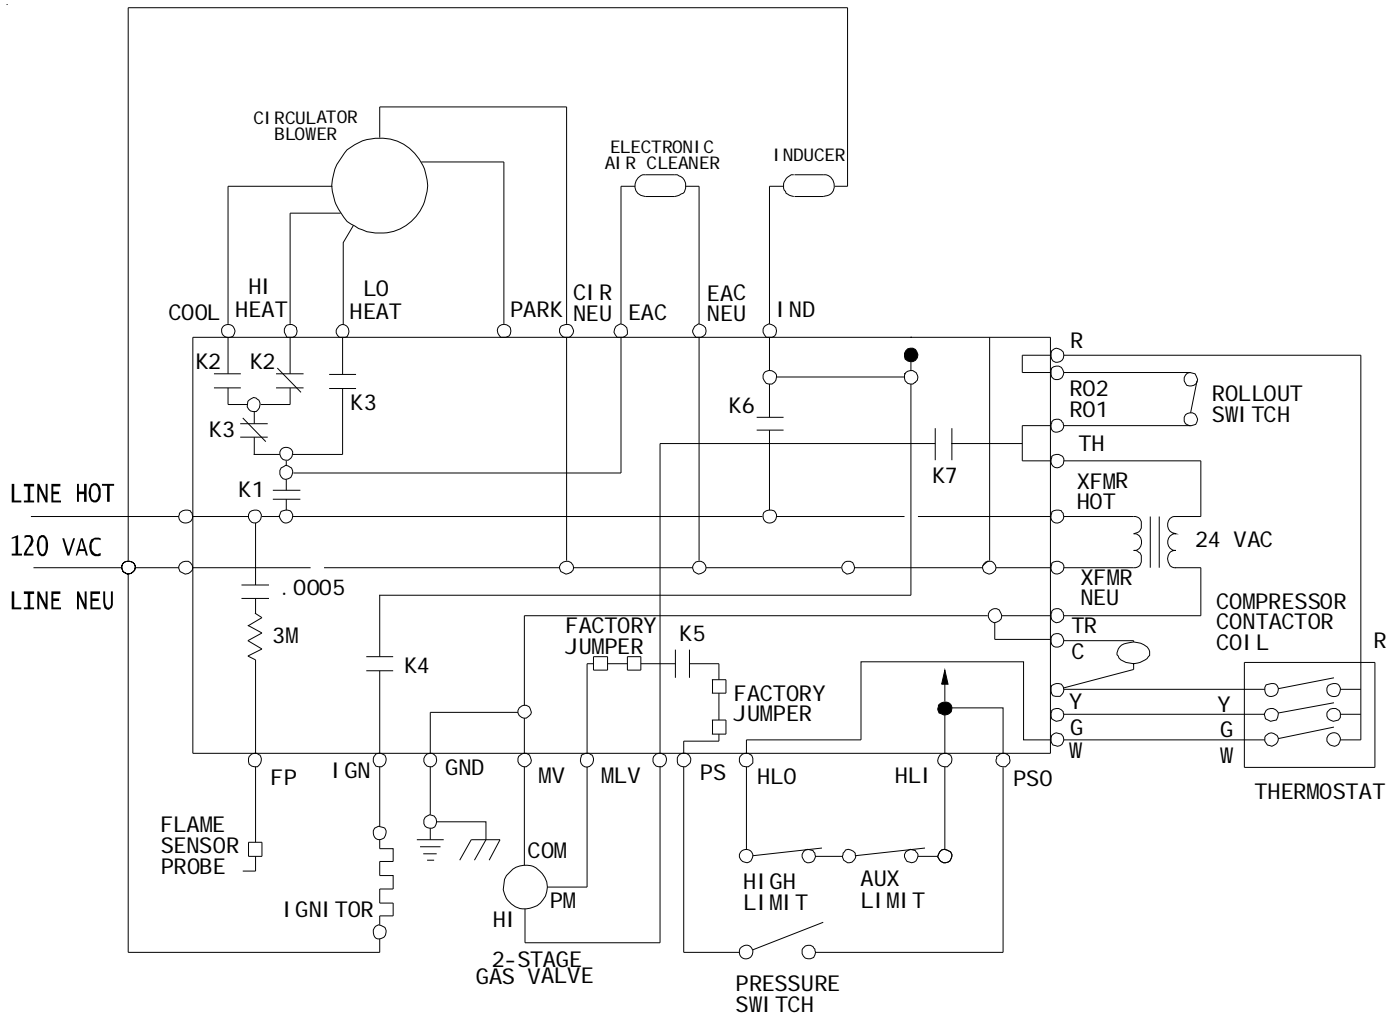 CIRCULATOR
BLOWER
ELECTRONIC
AIR CLEANER
INDUCER
COOL
HI
HEAT
LO
HEAT
PARK
CIR
NEU
EAC
EAC
NEU
IND
R
K2
K2
K3
K3
K6
RO2
RO1
ROLLOUT
SWITCH
TH
K7
K1
LINE HOT
XFMR
HOT
120 VAC
24 VAC
LINE NEU
.0005
XFMR
NEU
3M
K4
FACTORY
JUMPER
K5
TR
C
COMPRESSOR
CONTACTOR
COIL
R
FACTORY
JUMPER
Y
Y
G
G
W
W
FP
IGN
GND
MV
MLV
PS
HLO
HLI
PSO
THERMOSTAT
FLAME
SENSOR
PROBE
COM
PM
HI
HIGH
LIMIT
AUX
LIMIT
IGNITOR
2-STAGE
GAS VALVE
PRESSURE
SWITCH